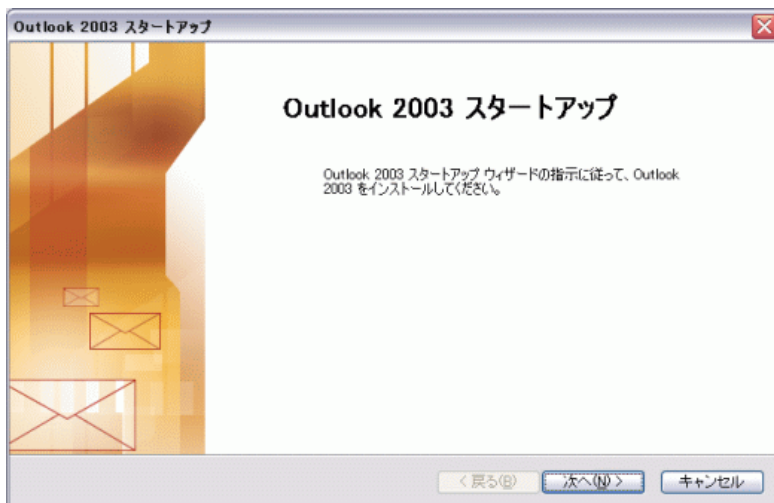 Outlook 2003 スタートアップ
Outlook 2003 スタートアップ
Outlook 2003 スタートアップ ウィザードの指示に従って、Outlook
2003 をインストールしてください。
< 戻る(B)
次へ(N) >
キャンセル